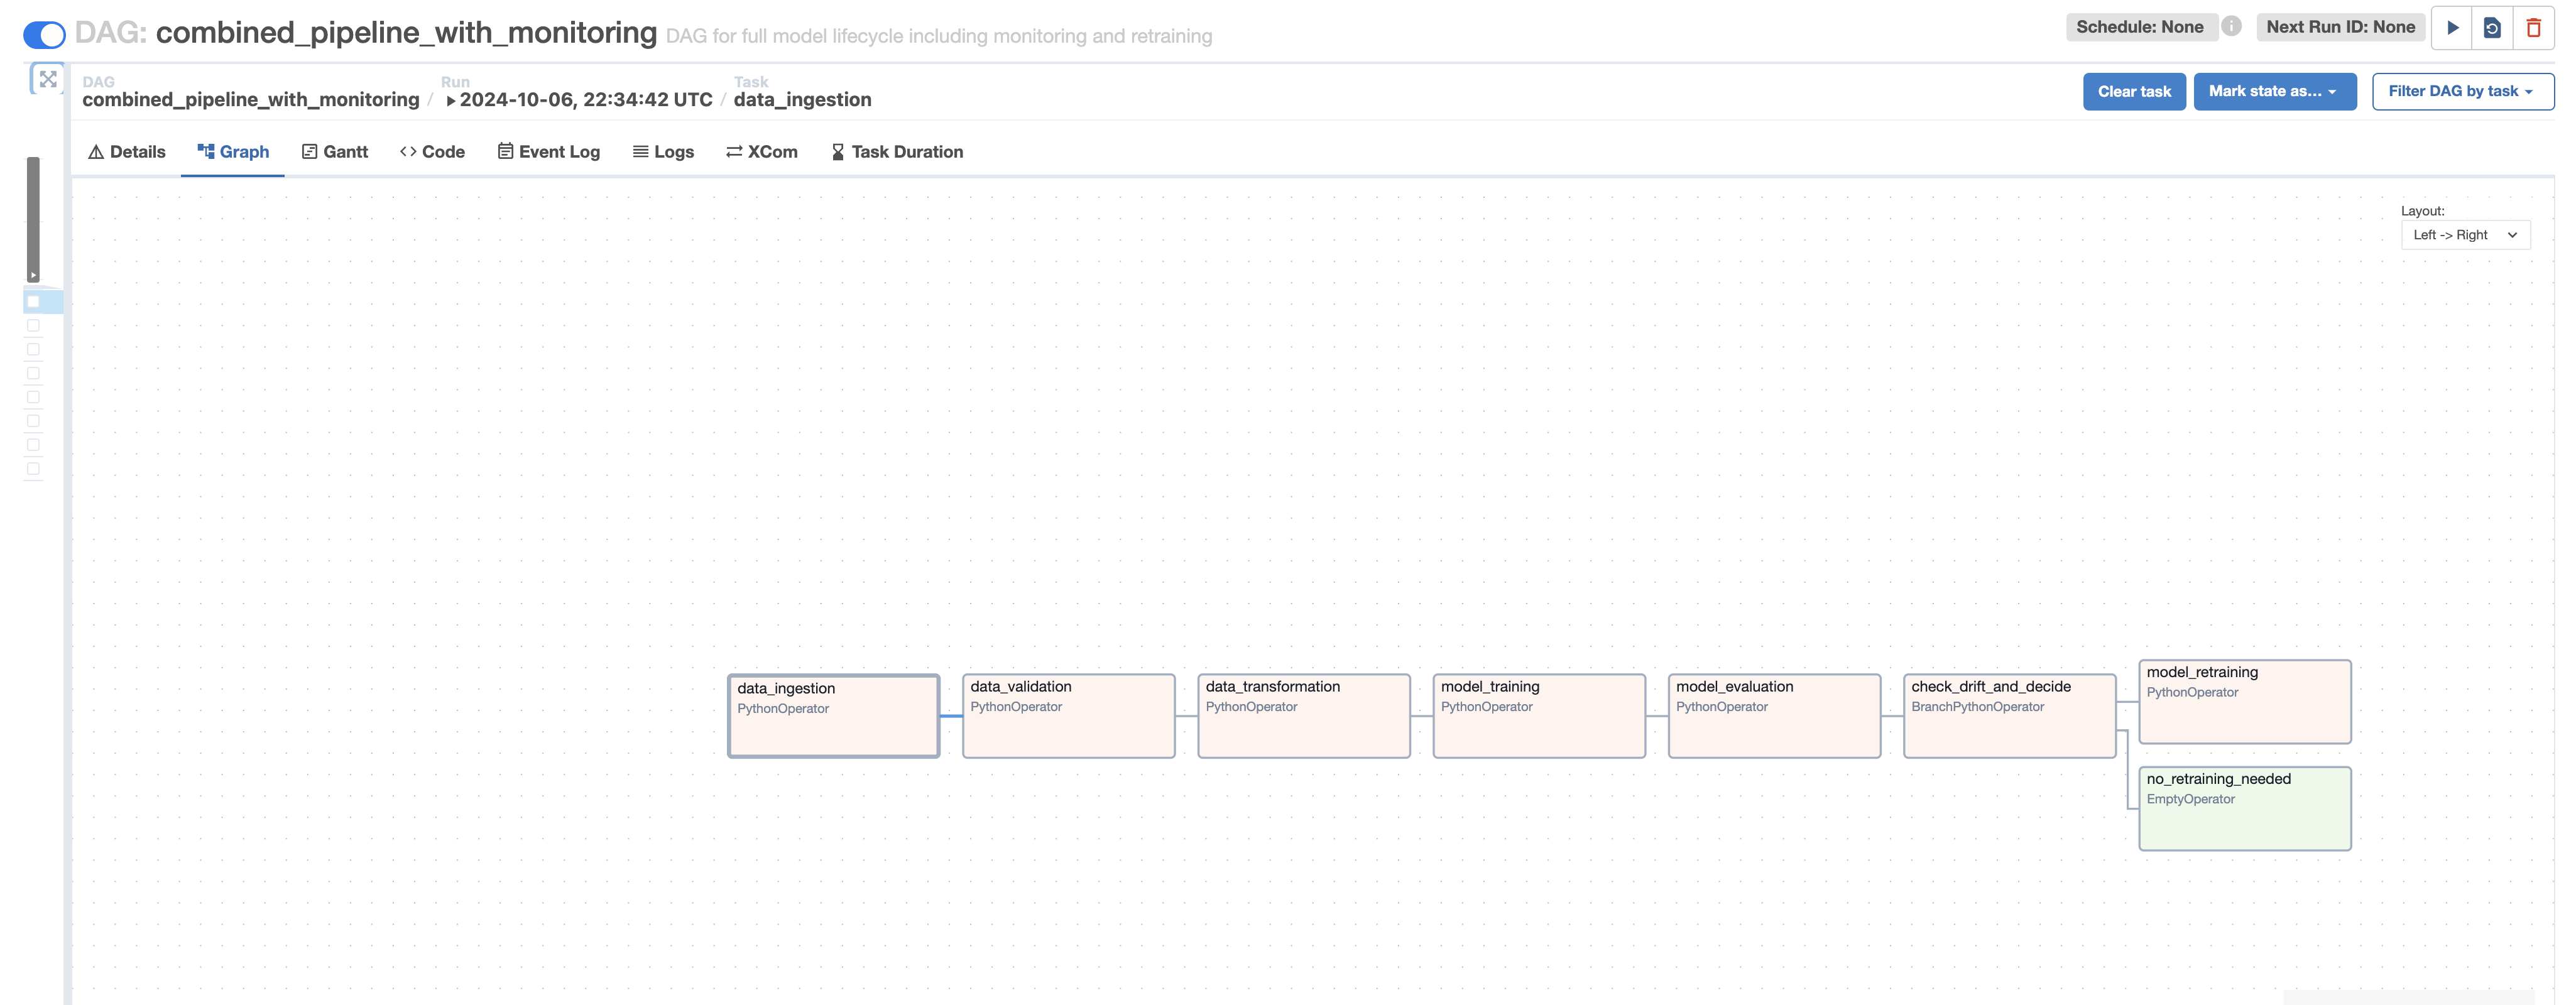 DAG: combined_pipeline_with_monitoring DAG for full model lifecycle including monitoring and retraining
Schedule: None
Next Run ID: None
DAG
combined_pipeline_with_monitoring
/
Run
2024-10-06, 22:34:42 UTC
/
Task
data_ingestion
Clear task
Mark state as...
Filter DAG by task
Details
Graph
Gantt
Code
Event Log
Logs
XCom
Task Duration
Layout:
Left -> Right
data_ingestion
PythonOperator
data_validation
PythonOperator
data_transformation
PythonOperator
model_training
PythonOperator
model_evaluation
PythonOperator
check_drift_and_decide
BranchPythonOperator
model_retraining
PythonOperator
no_retraining_needed
EmptyOperator